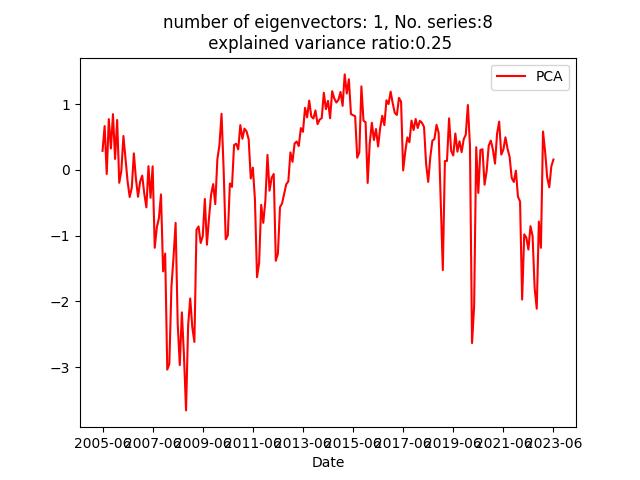 number of eigenvectors: 1, No. series:8
explained variance ratio:0.25
PCA
1
0
−1
−2
−3
2005-06 2007-06 2009-06 2011-06 2013-06 2015-06 2017-06 2019-06 2021-06 2023-06
Date